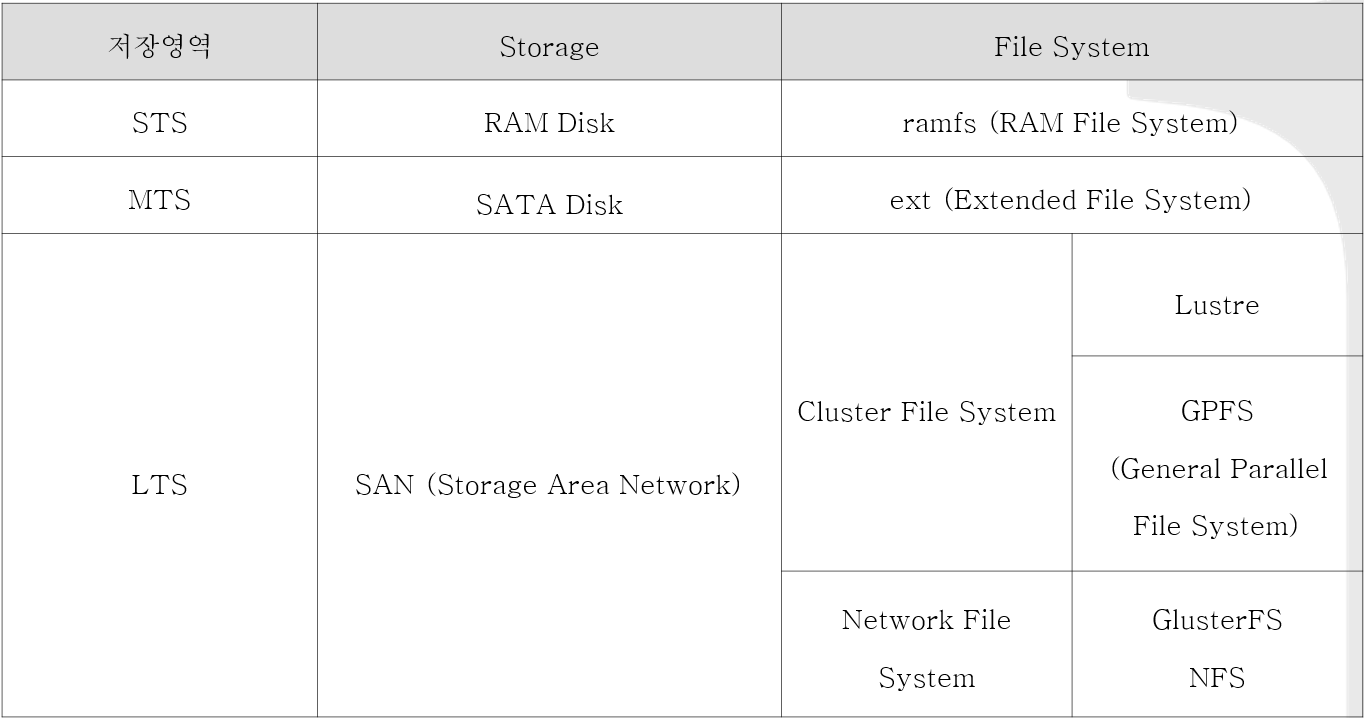 저장영역
Storage
File System
STS
RAM Disk
ramfs (RAM File System)
MTS
SATA Disk
ext (Extended File System)
LTS
SAN (Storage Area Network)
Cluster File System
Lustre
GPFS
(General Parallel
File System)
Network File
System
GlusterFS
NFS